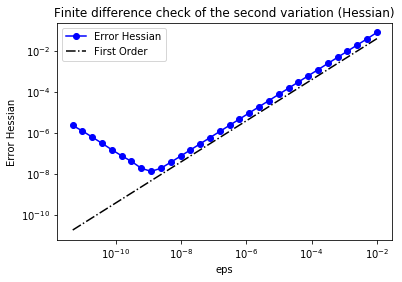 Finite difference check of the second variation (Hessian)
Error Hessian
First Order
Error Hessian
10⁻²
10⁻⁴
10⁻⁶
10⁻⁸
10⁻¹⁰
10⁻¹⁰
10⁻⁸
10⁻⁶
10⁻⁴
10⁻²
eps